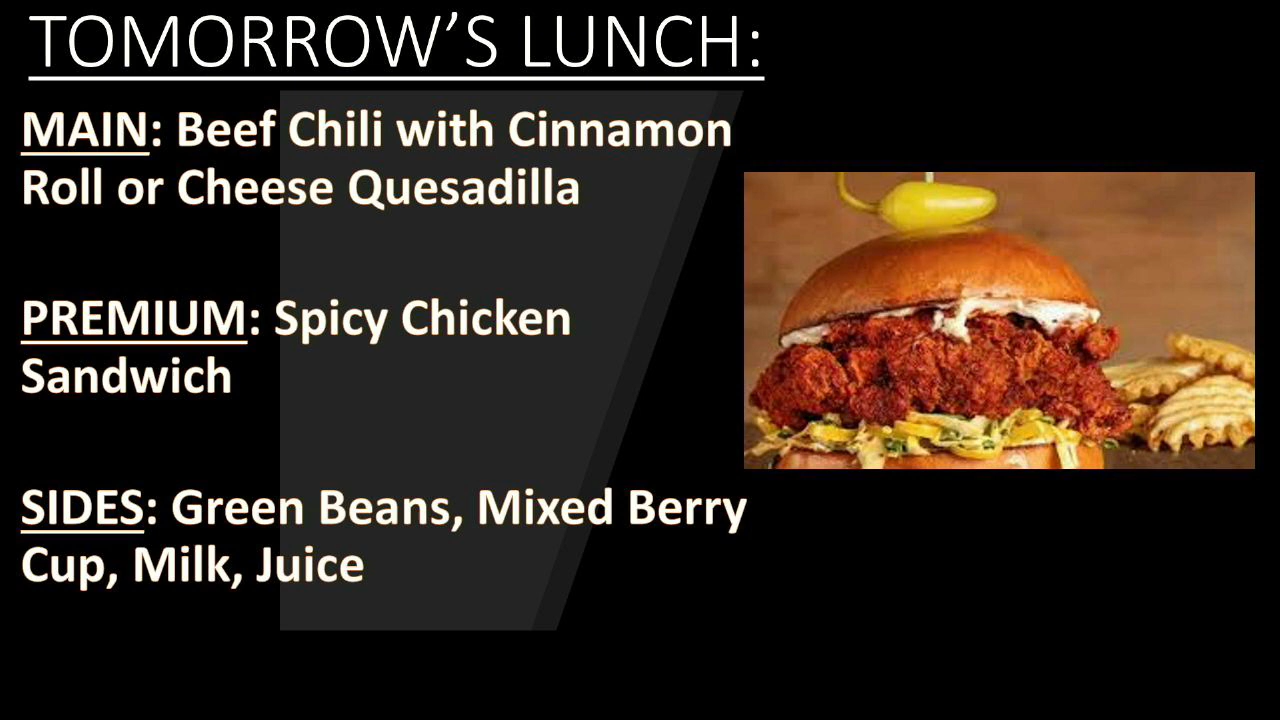 TOMORROW’S LUNCH:
MAIN: Beef Chili with Cinnamon
Roll or Cheese Quesadilla
PREMIUM: Spicy Chicken
Sandwich
SIDES: Green Beans, Mixed Berry
Cup, Milk, Juice